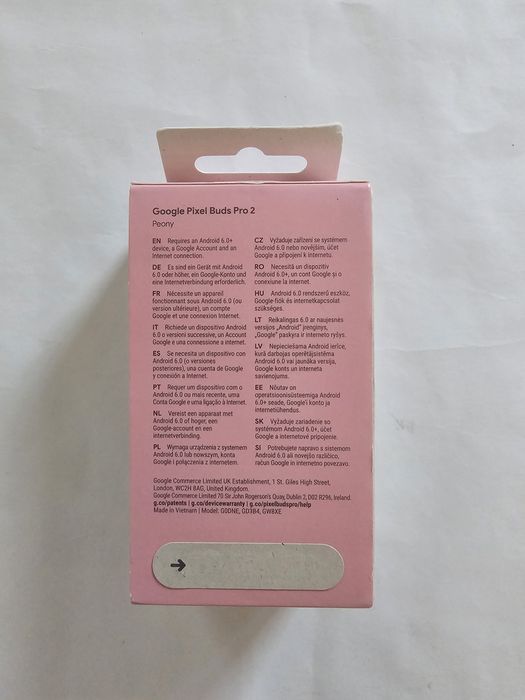 Google Pixel Buds Pro 2
Peony
EN Requires an Android 6.0+
device, a Google Account and an
Internet connection.
DE Es sind ein Gerät mit Android
6.0 oder höher, ein Google-Konto und
eine Internetverbindung erforderlich.
FR Nécessite un appareil
fonctionnant sous Android 6.0 (ou
version ultérieure), un compte
Google et une connexion Internet.
IT Richiede un dispositivo Android
6.0 o versioni successive, un Account
Google e una connessione a internet.
ES Se necesita un dispositivo con
Android 6.0 (o versiones
posteriores), una cuenta de Google
y conexión a Internet.
PT Requer um dispositivo com o
Android 6.0 ou mais recente, uma
Conta Google e uma ligação à Internet.
NL Vereist een apparaat met
Android 6.0 of hoger, een
Google-account en een
internetverbinding.
PL Wymaga urządzenia z systemem
Android 6.0 lub nowszym, konta
Google i połączenia z internetem.
CZ Vyžaduje zařízení se systémem
Android 6.0 nebo novějším, účet
Google a připojení k internetu.
RO Necesită un dispozitiv
Android 6.0+, un cont Google și o
conexiune la internet.
HU Android 6.0 rendszerű eszköz,
Google fiók és internetkapcsolat
szükséges.
LT Reikalingas 6.0 ar naujesnės
versijos „Android" įrenginys,
„Google" paskyra ir interneto ryšys.
LV Nepieciešama Android ierīce,
kurā darbojas operētājsistēma
Android 6.0 vai jaunāka versija,
Google konts un interneta
savienojums.
EE Nõutav on
operatsioonisüsteemiga Android
6.0+ seade, Google'i konto ja
internetiühendus.
SK Vyžaduje zariadenie so
systémom Android 6.0+, účet
Google a internetové pripojenie.
SI Potrebujete napravo s sistemom
Android 6.0 ali novejšo različico,
račun Google in internetno povezavo.
Google Commerce Limited UK Establishment, 1 St. Giles High Street,
London, WC2H 8AG, United Kingdom.
Google Commerce Limited 70 Sir John Rogerson's Quay, Dublin 2, D02 R296, Ireland.
g.co/patents | g.co/devicewarranty | g.co/pixelbudspro/help
Made in Vietnam | Model: G0DNE, GD3B4, GW8XE